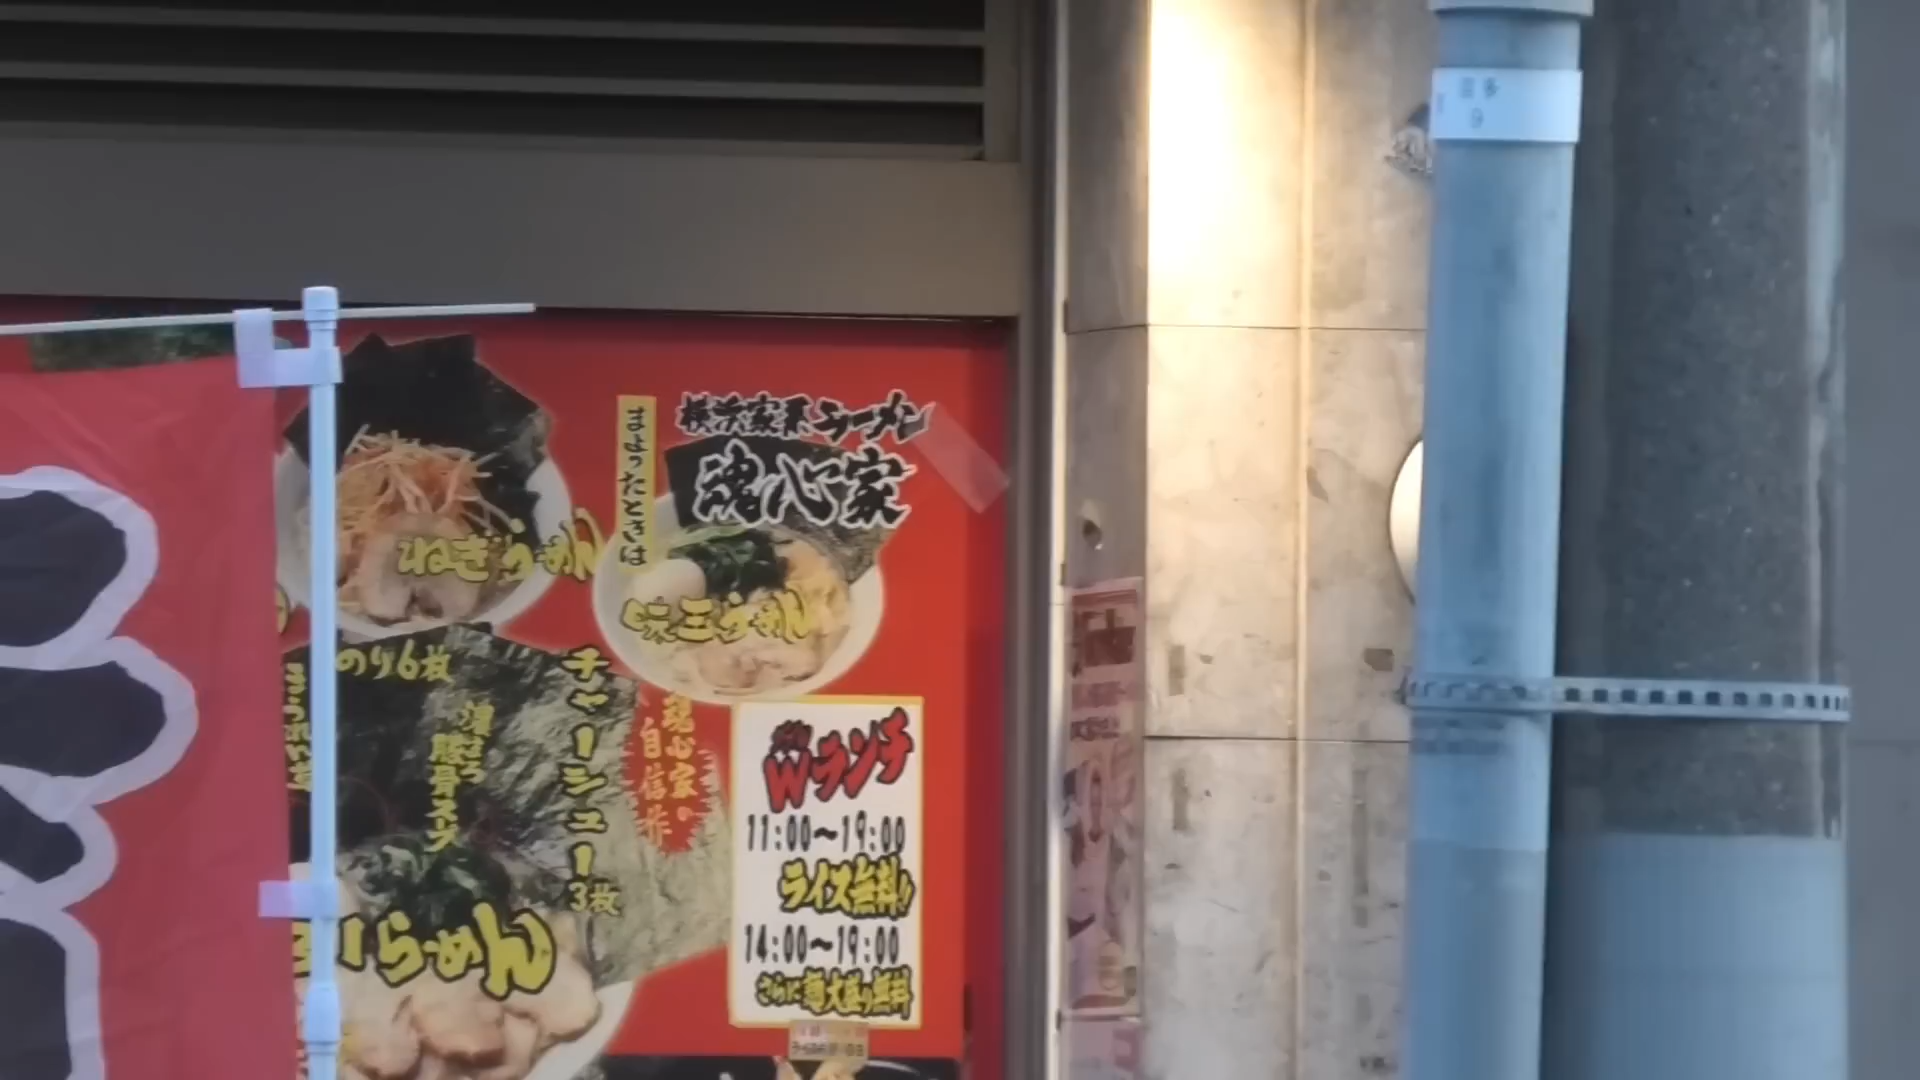 横浜家系ラーメン
魂心家
まよったときは
ねぎらーめん
味玉らーめん
のり6枚
チャーシュー3枚
濃まろ
豚骨スープ
魂心家の
自信作
らーめん
Wランチ
11:00〜19:00
ライス無料!!
14:00〜19:00
さらに麺大盛り無料
9